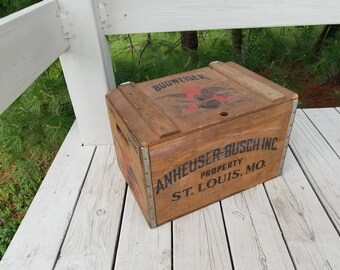 BUDWEISER
ANHEUSER-BUSCH INC.
PROPERTY
ST. LOUIS, MO.